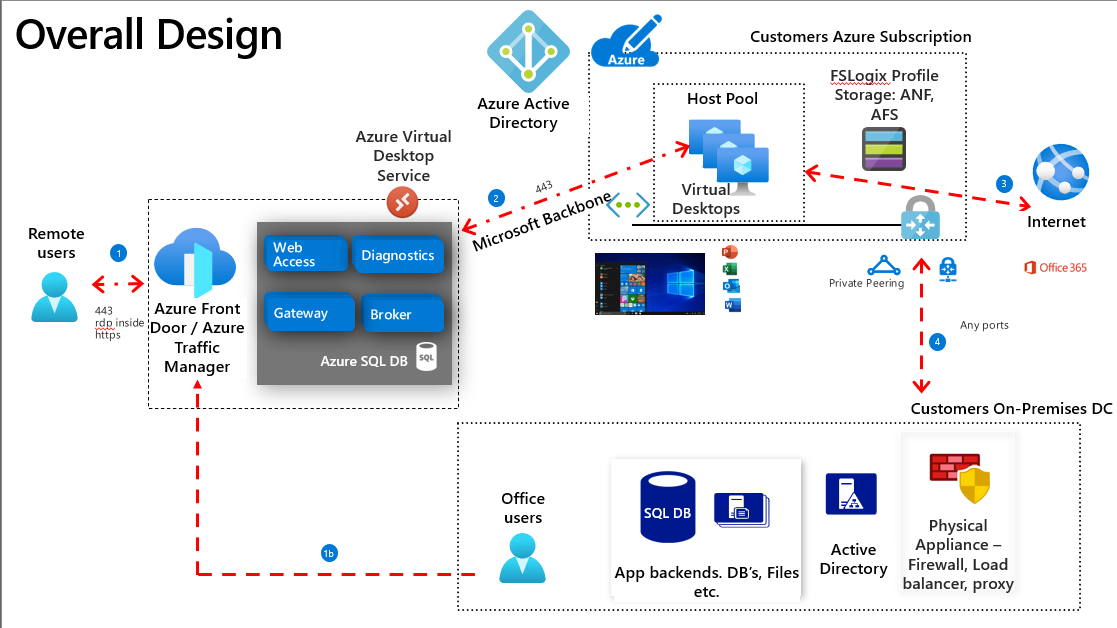 Overall Design
Azure Active
Directory
Azure
Customers Azure Subscription
Host Pool
FSLogix Profile
Storage: ANF,
AFS
Azure Virtual
Desktop
Service
2
443
Microsoft Backbone
Virtual
Desktops
3
Internet
Remote
users
1
443
rdp inside
https
Azure Front
Door / Azure
Traffic
Manager
Web
Access
Diagnostics
Gateway
Broker
Azure SQL DB
SQL
Private Peering
Office 365
Any ports
4
Customers On-Premises DC
1b
Office
users
SQL DB
App backends. DB's, Files
etc.
Active
Directory
Physical
Appliance –
Firewall, Load
balancer, proxy